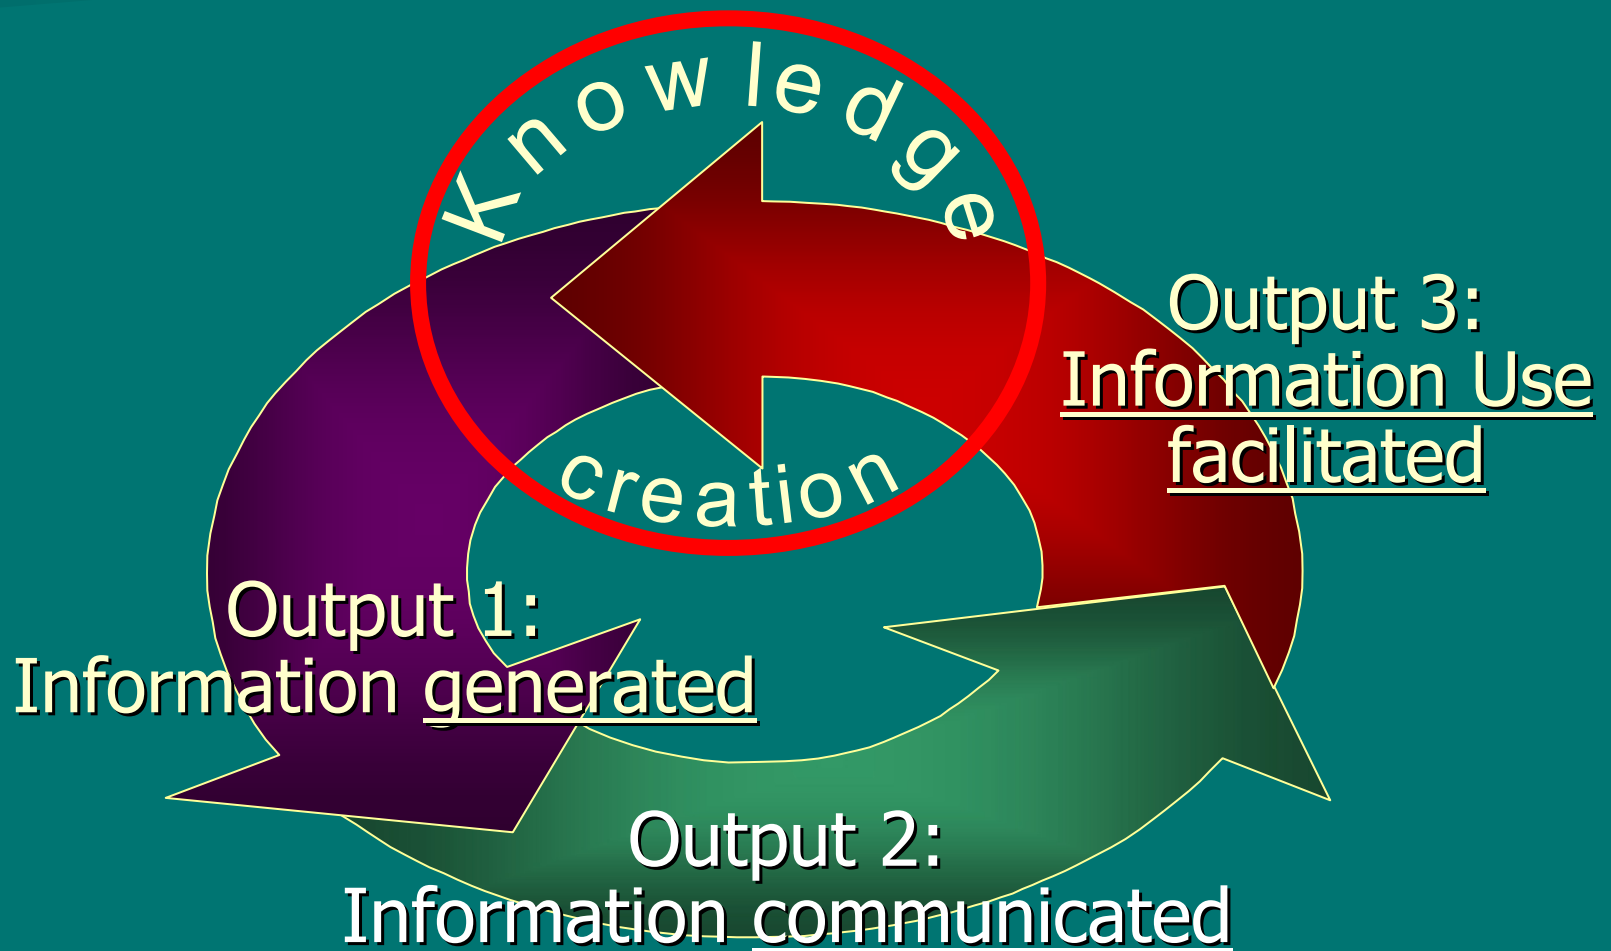 Knowledge
creation
Output 3:
Information Use
facilitated
Output 1:
Information generated
Output 2:
Information communicated